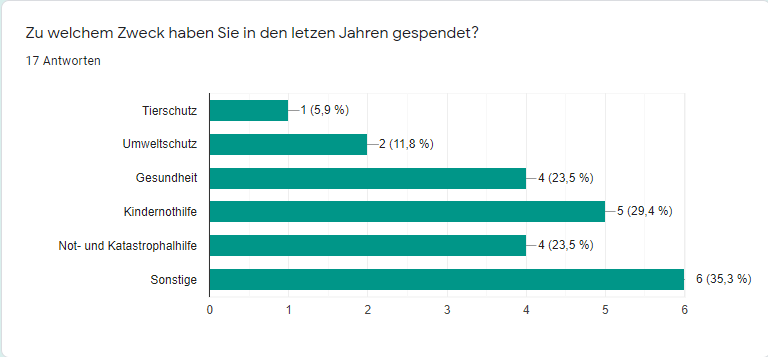 Zu welchem Zweck haben Sie in den letzen Jahren gespendet?
17 Antworten
Tierschutz 1 (5,9 %)
Umweltschutz 2 (11,8 %)
Gesundheit 4 (23,5 %)
Kindernothilfe 5 (29,4 %)
Not- und Katastrophalhilfe 4 (23,5 %)
Sonstige 6 (35,3 %)
0 1 2 3 4 5 6